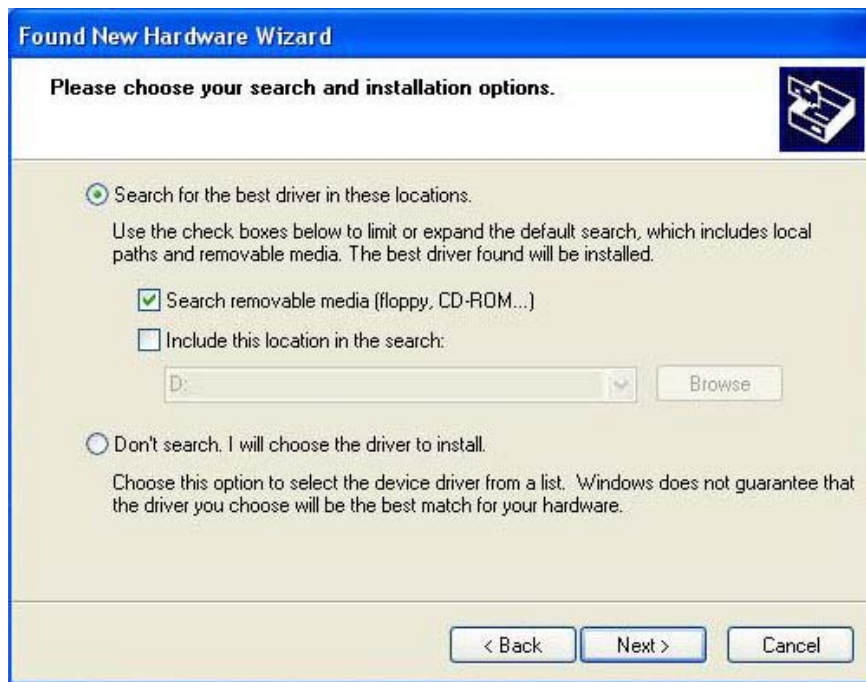 Found New Hardware Wizard
Please choose your search and installation options.
Search for the best driver in these locations.
Use the check boxes below to limit or expand the default search, which includes local
paths and removable media. The best driver found will be installed.
Search removable media (floppy, CD-ROM...)
Include this location in the search:
D:
Browse
Don't search. I will choose the driver to install.
Choose this option to select the device driver from a list. Windows does not guarantee that
the driver you choose will be the best match for your hardware.
< Back
Next >
Cancel